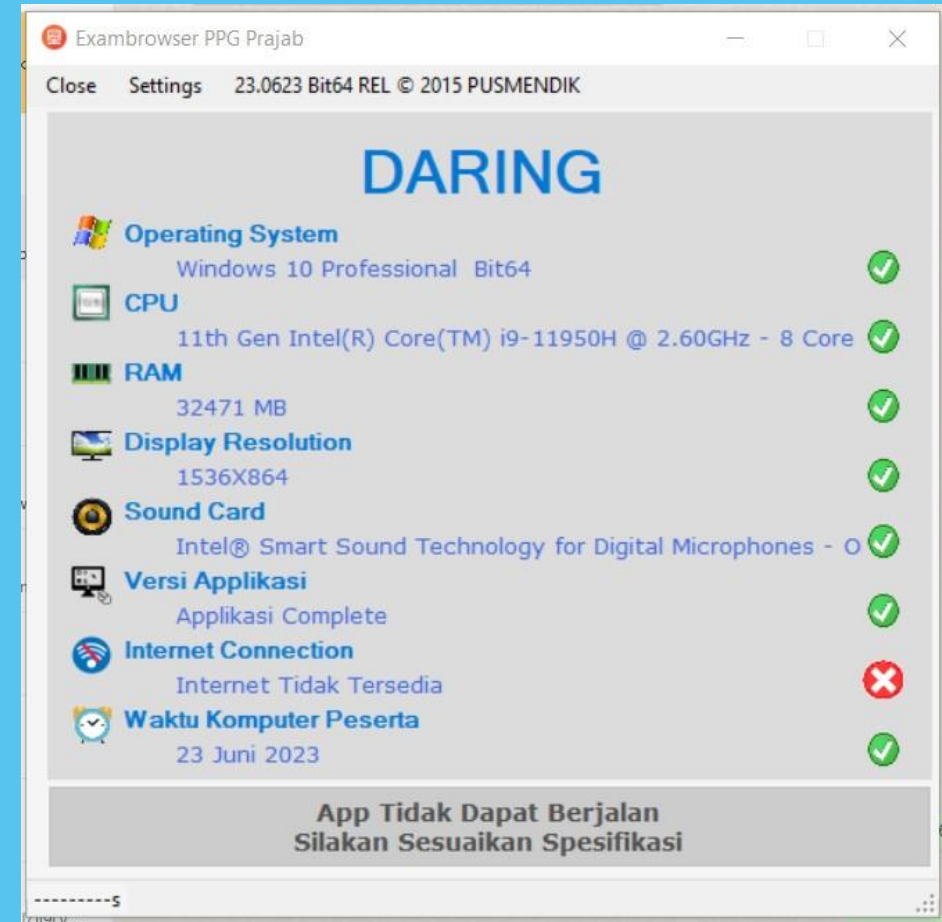 Exambrowser PPG Prajab
Close Settings 23.0623 Bit64 REL © 2015 PUSMENDIK
DARING
Operating System
Windows 10 Professional Bit64
CPU
11th Gen Intel(R) Core(TM) i9-11950H @ 2.60GHz - 8 Core
RAM
32471 MB
Display Resolution
1536X864
Sound Card
Intel® Smart Sound Technology for Digital Microphones - O
Versi Applikasi
Applikasi Complete
Internet Connection
Internet Tidak Tersedia
Waktu Komputer Peserta
23 Juni 2023
App Tidak Dapat Berjalan
Silakan Sesuaikan Spesifikasi
---------s